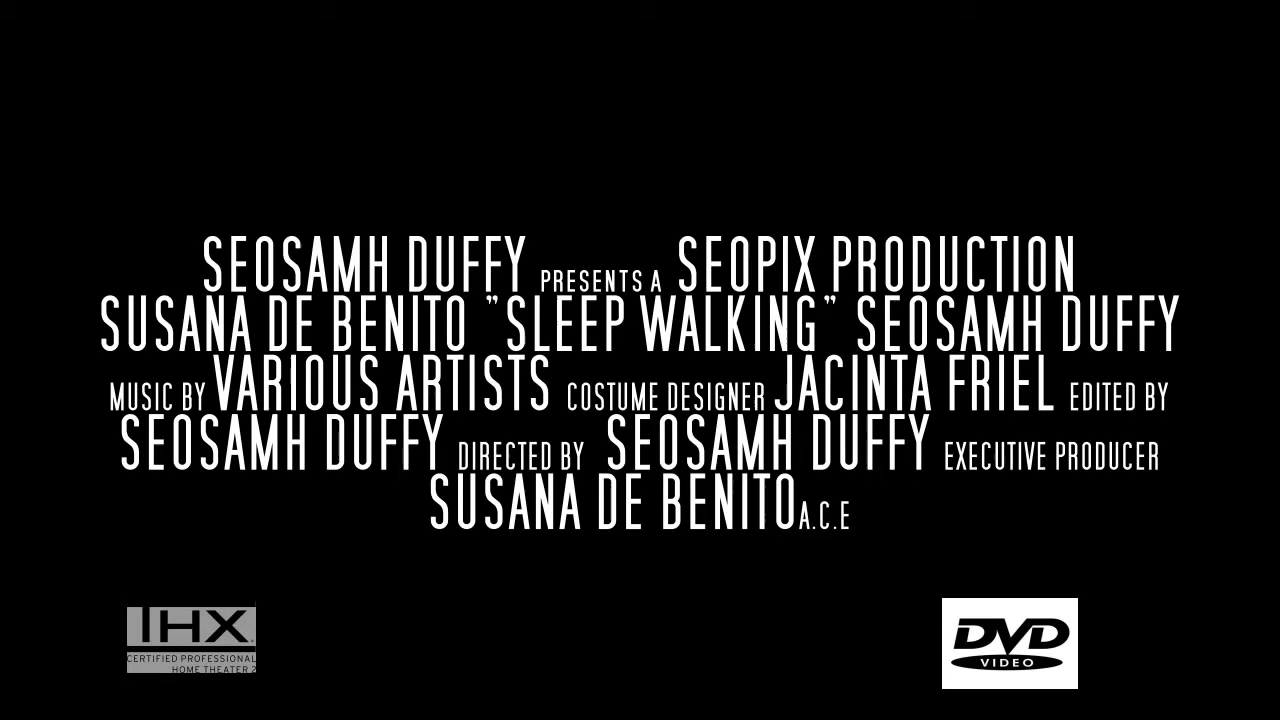 SEOSAMH DUFFY PRESENTS A SEOPIX PRODUCTION
SUSANA DE BENITO "SLEEP WALKING" SEOSAMH DUFFY
MUSIC BY VARIOUS ARTISTS COSTUME DESIGNER JACINTA FRIEL EDITED BY
SEOSAMH DUFFY DIRECTED BY SEOSAMH DUFFY EXECUTIVE PRODUCER
SUSANA DE BENITO A.C.E
THX
CERTIFIED PROFESSIONAL
HOME THEATER 2
DVD
VIDEO